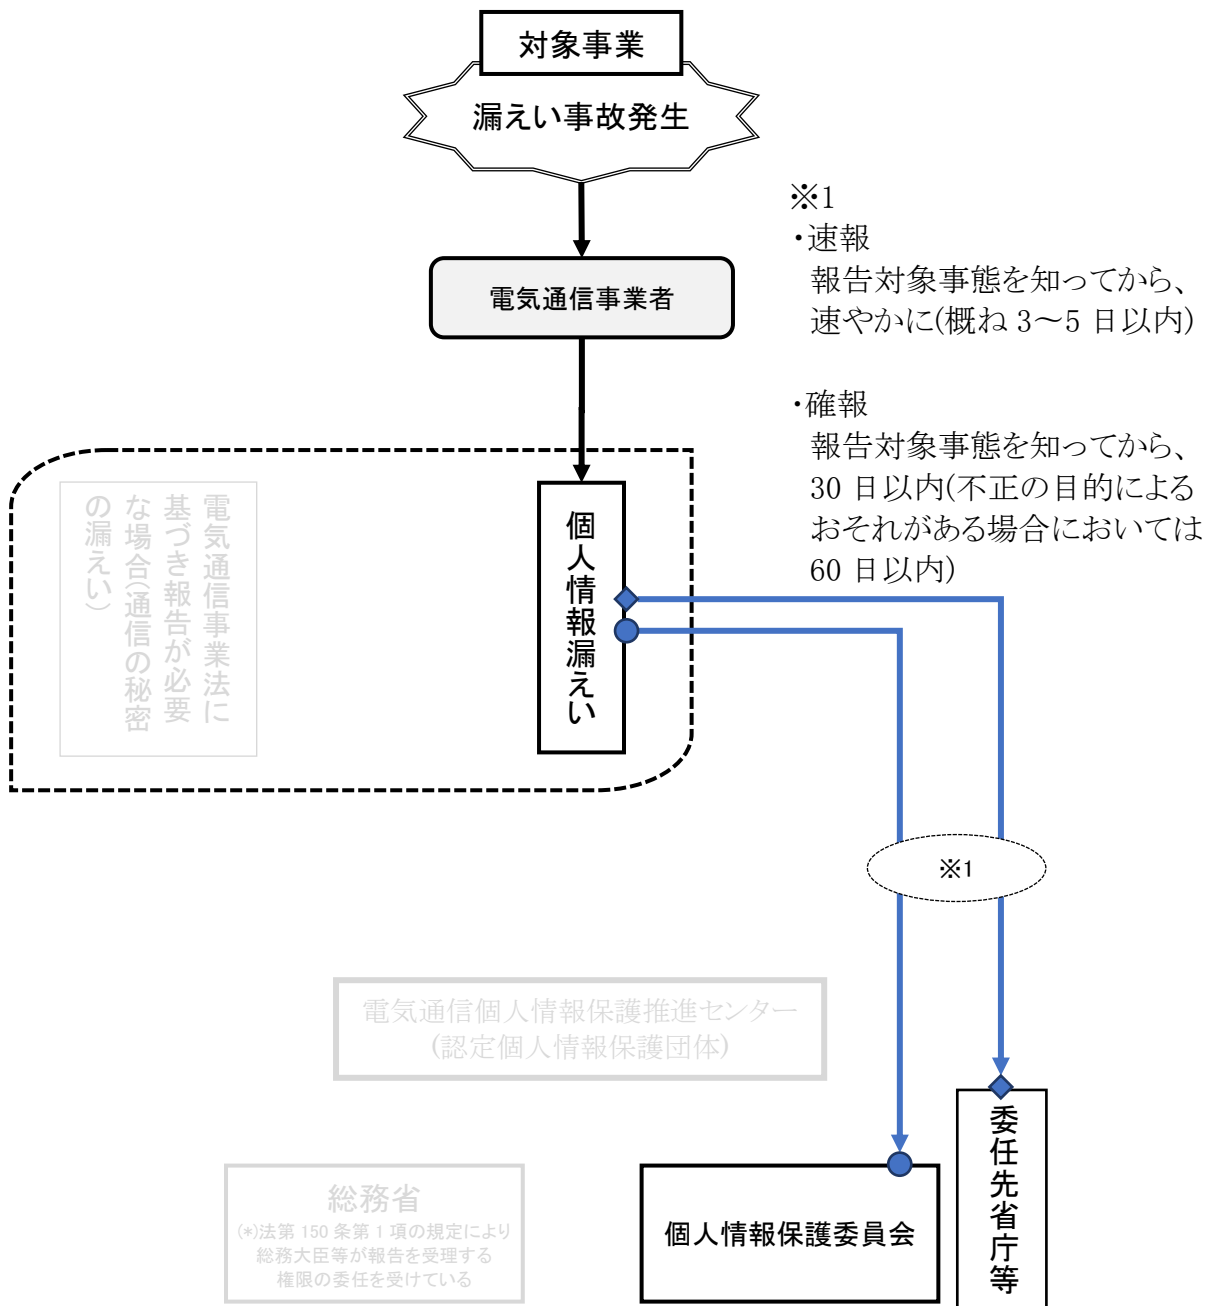 対象事業
漏えい事故発生
電気通信事業者
※1
・速報
報告対象事態を知ってから、
速やかに(概ね 3～5 日以内)
・確報
報告対象事態を知ってから、
30 日以内(不正の目的による
おそれがある場合においては
60 日以内)
電気通信事業法に
基づき報告が必要
な場合(通信の秘密
の漏えい)
個人情報漏えい
※1
電気通信個人情報保護推進センター
(認定個人情報保護団体)
総務省
(*)法第 150 条第 1 項の規定により
総務大臣等が報告を受理する
権限の委任を受けている
個人情報保護委員会
委任先省庁等